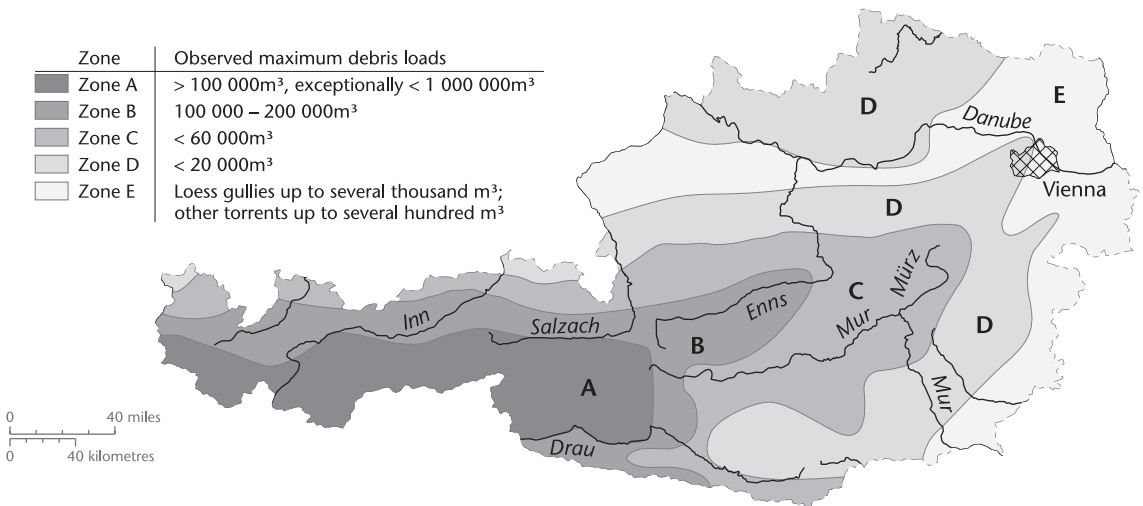 Zone Observed maximum debris loads
Zone A > 100 000m³, exceptionally < 1 000 000m³
Zone B 100 000 – 200 000m³
Zone C < 60 000m³
Zone D < 20 000m³
Zone E Loess gullies up to several thousand m³;
other torrents up to several hundred m³
D
E
Danube
Vienna
D
Mürz
C
Enns
Mur
Inn
Salzach
B
D
A
Mur
Drau
0 40 miles
0 40 kilometres